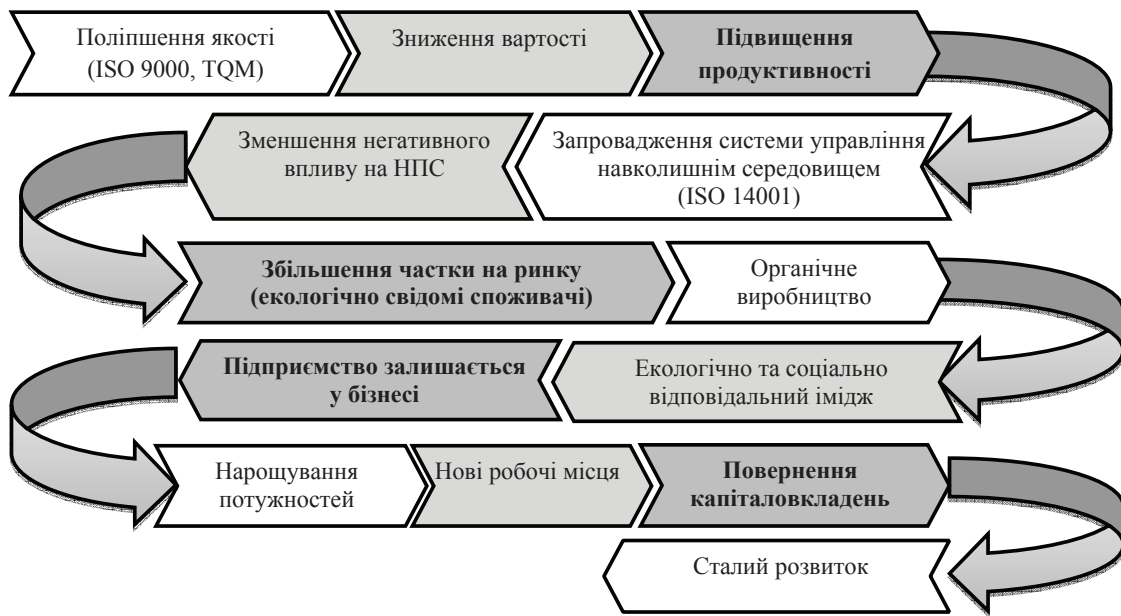 Поліпшення якості
(ISO 9000, TQM)
Зниження вартості
Підвищення
продуктивності
Запровадження системи управління
навколишнім середовищем
(ISO 14001)
Зменшення негативного
впливу на НПС
Збільшення частки на ринку
(екологічно свідомі споживачі)
Органічне
виробництво
Екологічно та соціально
відповідальний імідж
Підприємство залишається
у бізнесі
Нарощування
потужностей
Нові робочі місця
Повернення
капіталовкладень
Сталий розвиток